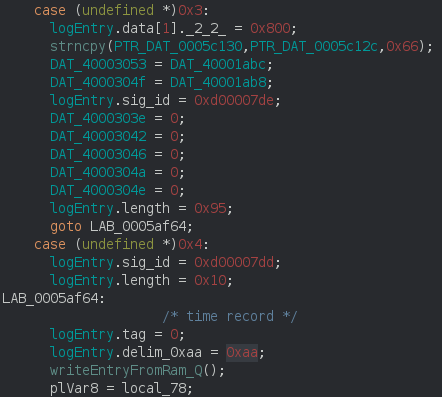 case (undefined *)0x3:
logEntry.data[1]._2_2_ = 0x800;
strncpy(PTR_DAT_0005c130,PTR_DAT_0005c12c,0x66);
DAT_40003053 = DAT_40001abc;
DAT_4000304f = DAT_40001ab8;
logEntry.sig_id = 0xd00007de;
DAT_4000303e = 0;
DAT_40003042 = 0;
DAT_40003046 = 0;
DAT_4000304a = 0;
DAT_4000304e = 0;
logEntry.length = 0x95;
goto LAB_0005af64;
case (undefined *)0x4:
logEntry.sig_id = 0xd00007dd;
logEntry.length = 0x10;
LAB_0005af64:
/* time record */
logEntry.tag = 0;
logEntry.delim_0xaa = 0xaa;
writeEntryFromRam_Q();
plVar8 = local_78;